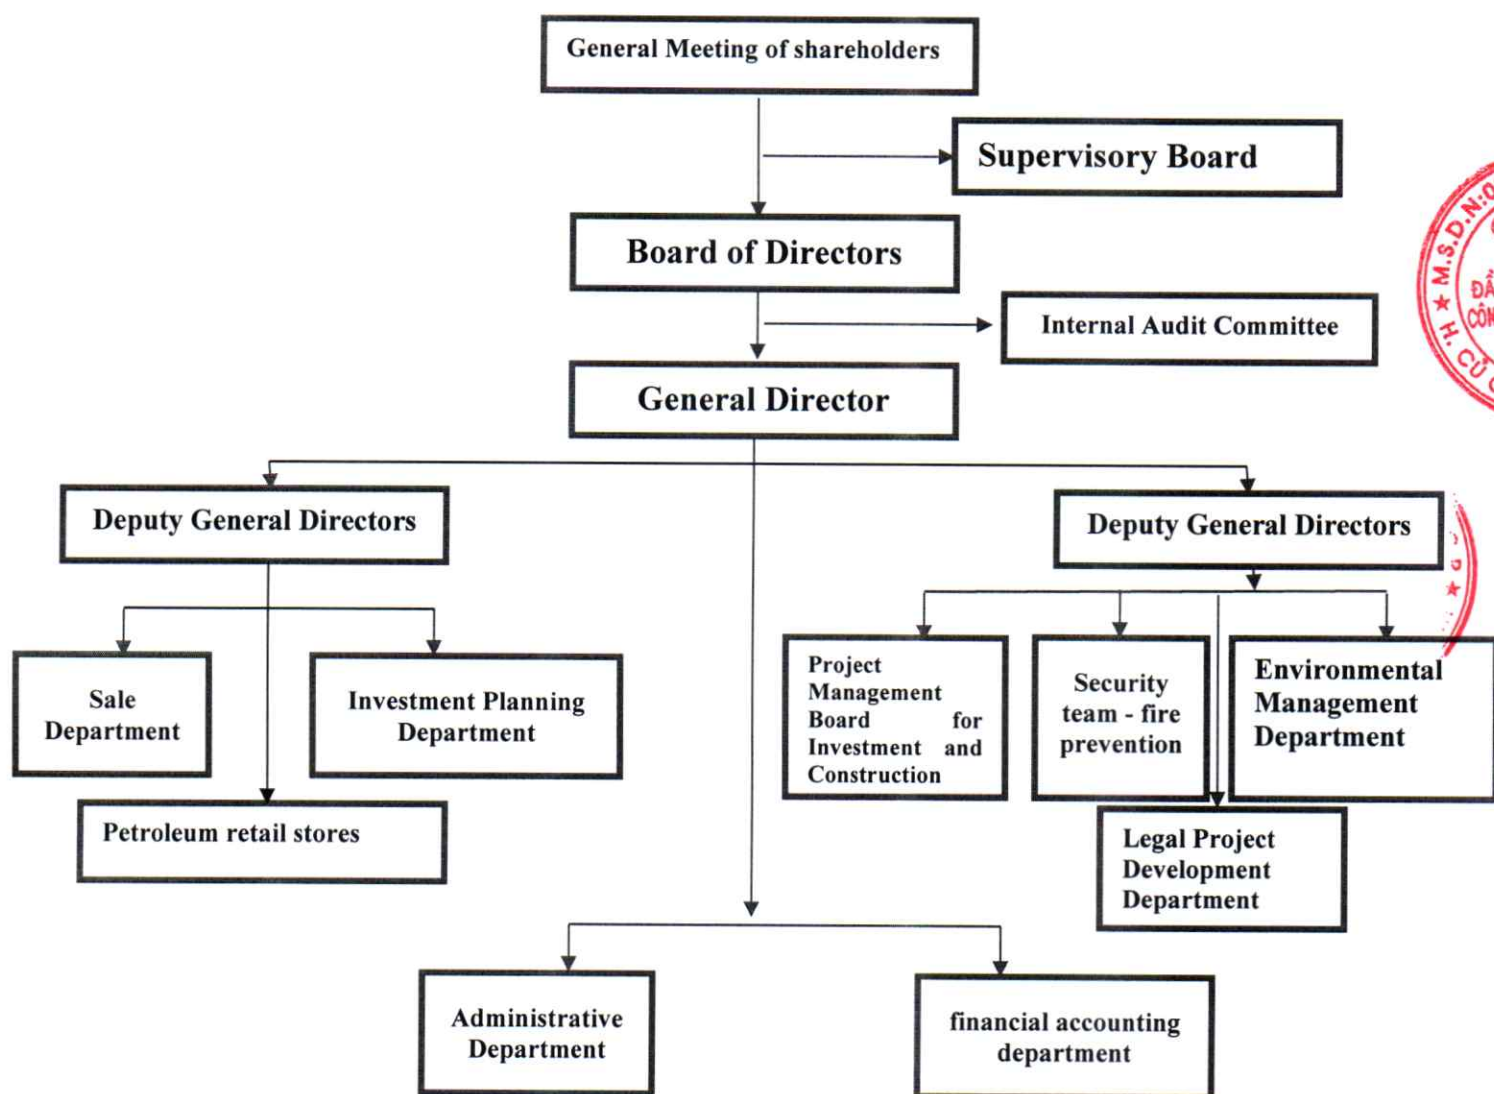 General Meeting of shareholders
Supervisory Board
Board of Directors
Internal Audit Committee
General Director
Deputy General Directors
Deputy General Directors
Sale
Department
Investment Planning
Department
Petroleum retail stores
Project
Management
Board for
Investment and
Construction
Security
team - fire
prevention
Environmental
Management
Department
Legal Project
Development
Department
Administrative
Department
financial accounting
department
M.S.D.N:0
H. CỦ